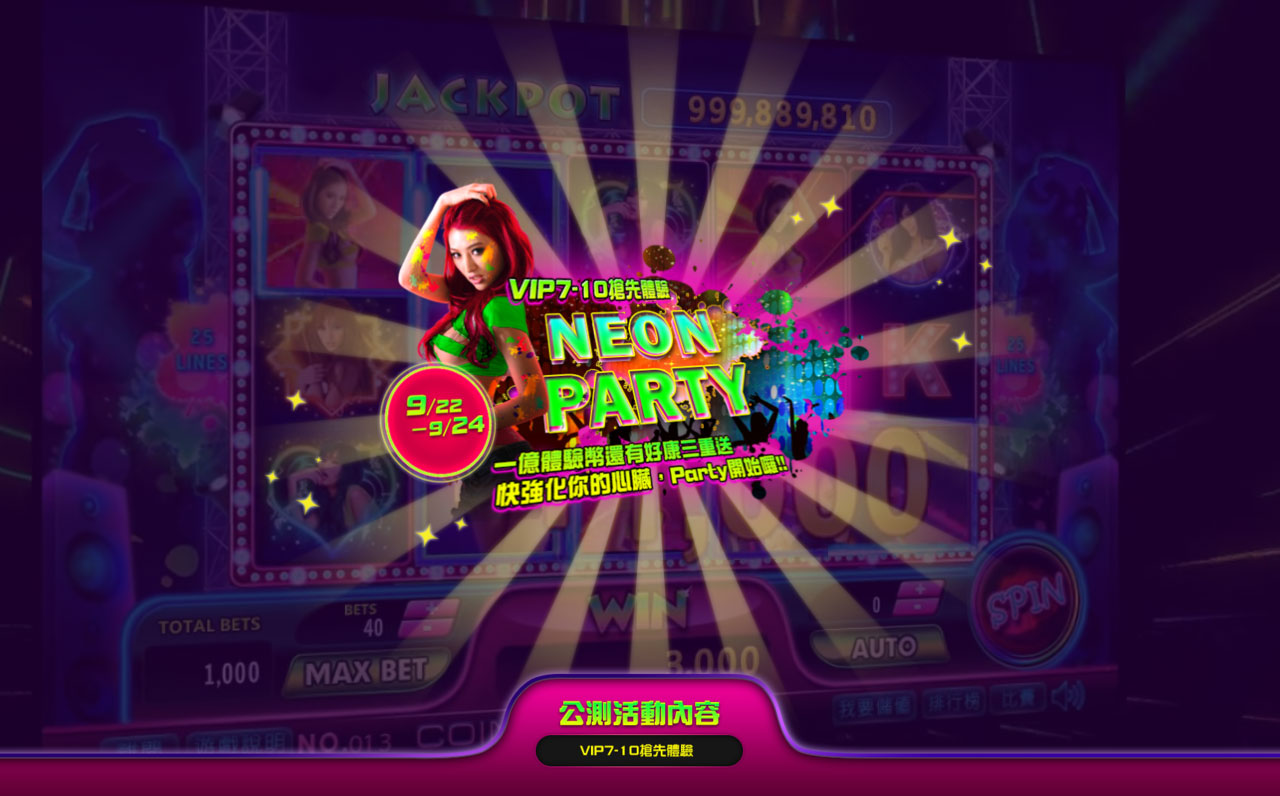 JACKPOT
999,889,810
VIP7-10搶先體驗
NEON
PARTY
25
LINES
25
LINES
K
9/22
-9/24
一億體驗幣還有好康三重送
快強化你的心臟，Party開始囉!!
TOTAL BETS
1,000
BETS
40
+
-
MAX BET
WIN
3,000
0
+
-
AUTO
SPIN
我要儲值
排行榜
比賽
離開
遊戲說明
NO.013
COIN
公測活動內容
VIP7-10搶先體驗